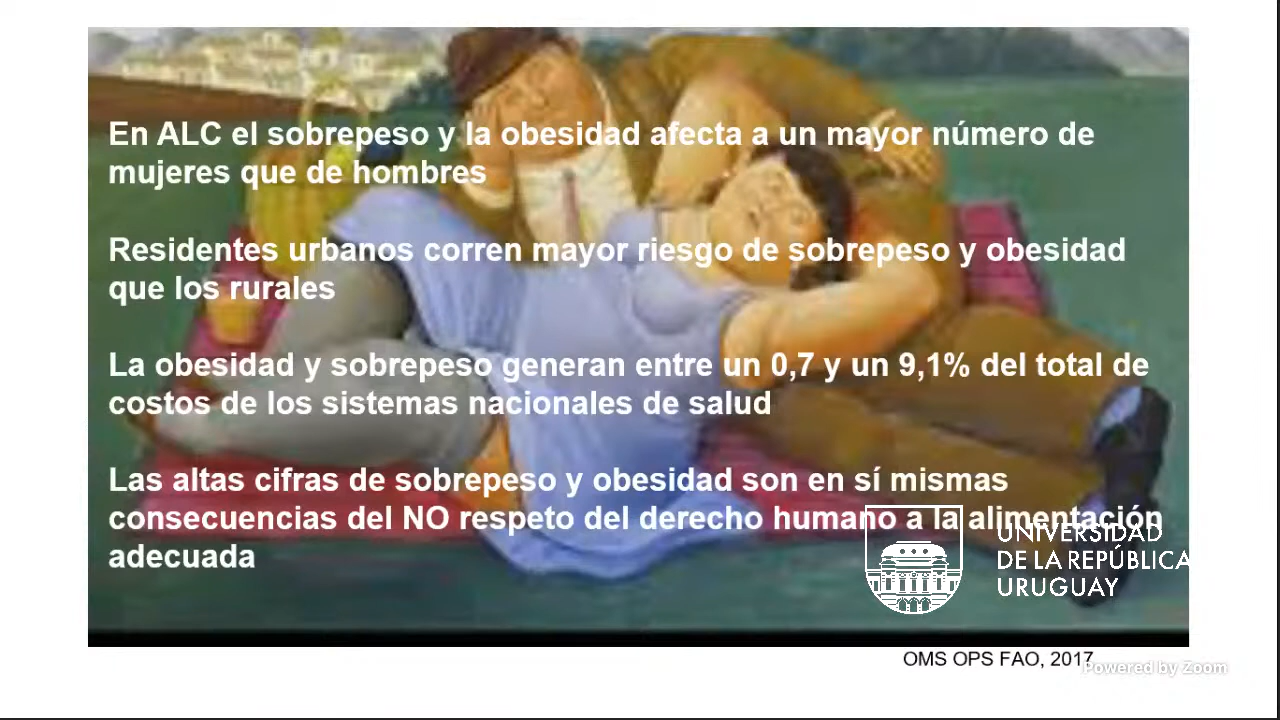 En ALC el sobrepeso y la obesidad afecta a un mayor número de
mujeres que de hombres
Residentes urbanos corren mayor riesgo de sobrepeso y obesidad
que los rurales
La obesidad y sobrepeso generan entre un 0,7 y un 9,1% del total de
costos de los sistemas nacionales de salud
Las altas cifras de sobrepeso y obesidad son en sí mismas
consecuencias del NO respeto del derecho humano a la alimentación
adecuada
UNIVERSIDAD
DE LA REPÚBLICA
URUGUAY
OMS OPS FAO, 2017
Powered by Zoom